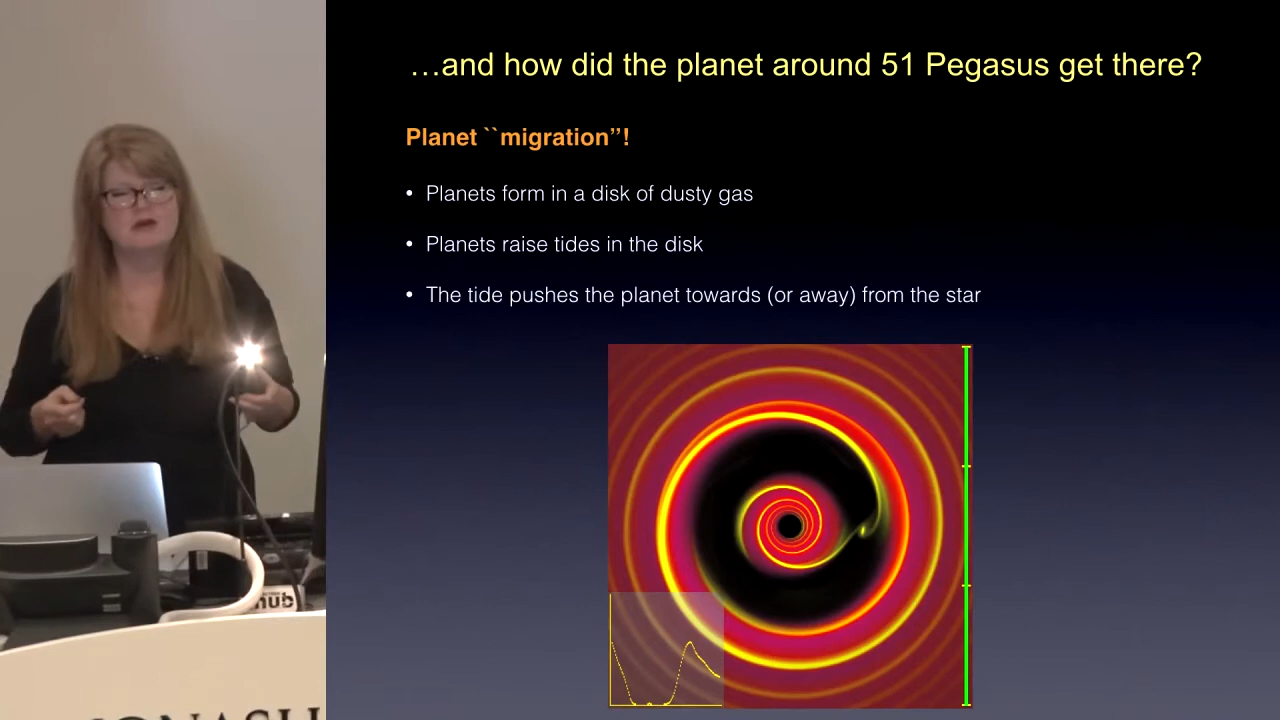 …and how did the planet around 51 Pegasus get there?
Planet ``migration’’!
• Planets form in a disk of dusty gas
• Planets raise tides in the disk
• The tide pushes the planet towards (or away) from the star
hub